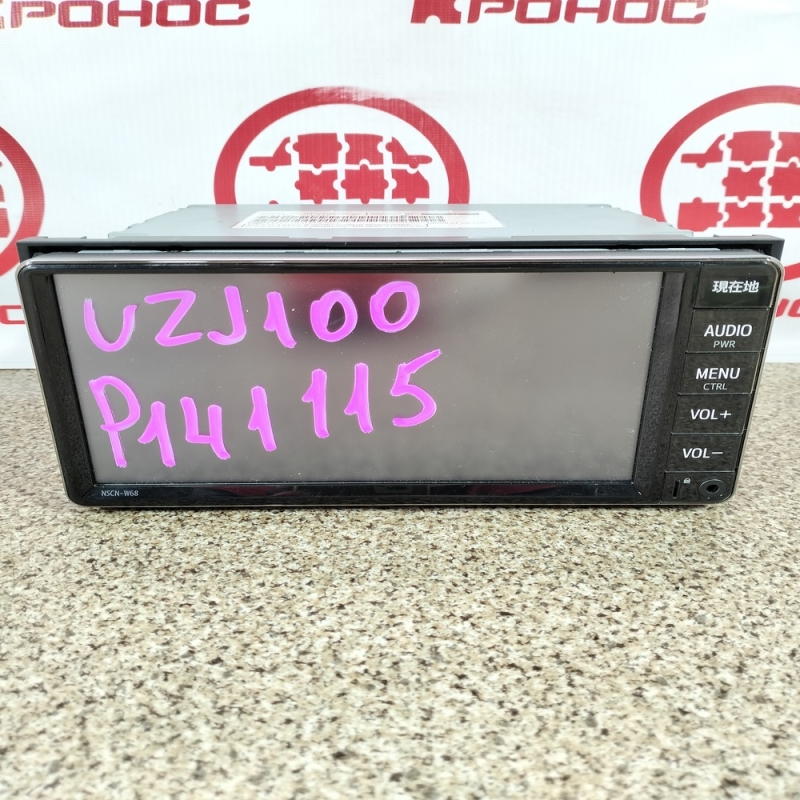 КРОНОС
КРОНОС
UZJ100
P141115
現在地
AUDIO
PWR
MENU
CTRL
VOL+
VOL−
NSCN-W68